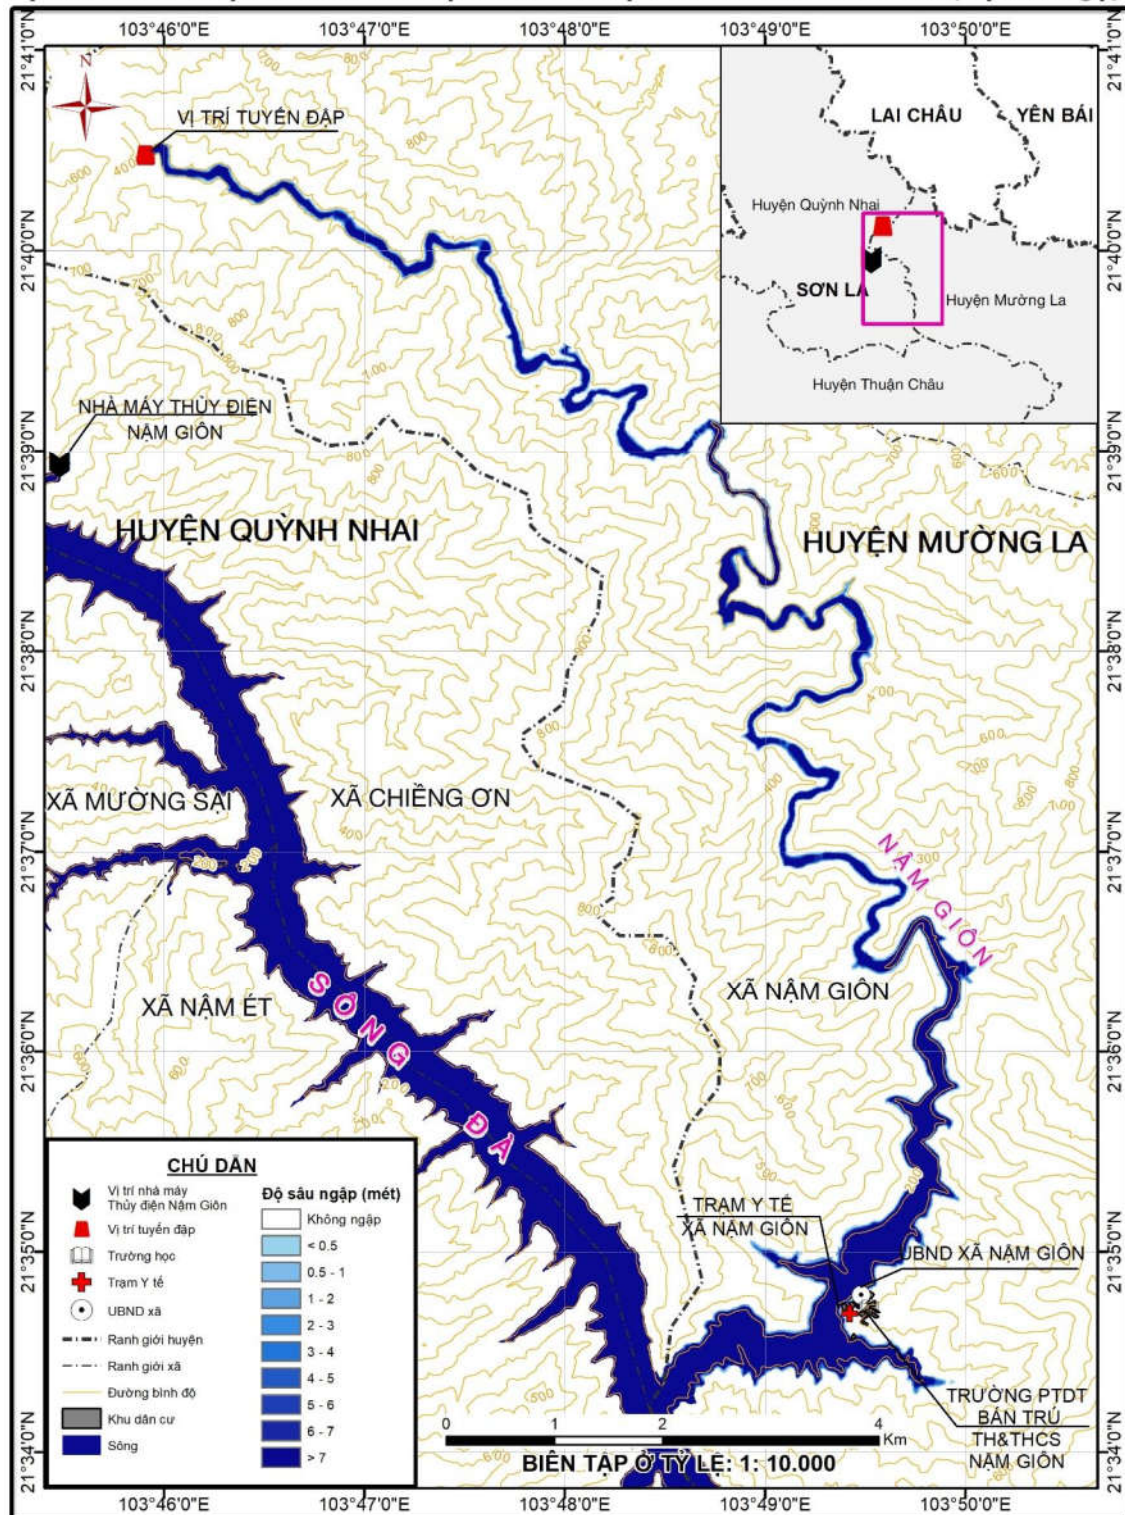 103°46'0"E 103°47'0"E 103°48'0"E 103°49'0"E 103°50'0"E
21°41'0"N
21°40'0"N
21°39'0"N
21°38'0"N
21°37'0"N
21°36'0"N
21°35'0"N
21°34'0"N
21°41'0"N
21°40'0"N
21°39'0"N
21°38'0"N
21°37'0"N
21°36'0"N
21°35'0"N
21°34'0"N
N
VỊ TRÍ TUYẾN ĐẬP
LAI CHÂU
YÊN BÁI
Huyện Quỳnh Nhai
SƠN LA
Huyện Mường La
Huyện Thuận Châu
NHÀ MÁY THỦY ĐIỆN
NẬM GIÔN
HUYỆN QUỲNH NHAI
HUYỆN MƯỜNG LA
XÃ MƯỜNG SẠI
XÃ CHIỀNG ƠN
NẬM GIÔN
XÃ NẬM ÉT
SÔNG ĐÀ
XÃ NẬM GIÔN
TRẠM Y TẾ
XÃ NẬM GIÔN
UBND XÃ NẬM GIÔN
TRƯỜNG PTDT
BÁN TRÚ
TH&THCS
NẬM GIÔN
CHÚ DẪN
Vị trí nhà máy
Thủy điện Nậm Giôn
Vị trí tuyến đập
Trường học
Trạm Y tế
UBND xã
Ranh giới huyện
Ranh giới xã
Đường bình độ
Khu dân cư
Sông
Độ sâu ngập (mét)
Không ngập
< 0.5
0.5 - 1
1 - 2
2 - 3
3 - 4
4 - 5
5 - 6
6 - 7
> 7
0 1 2 4
Km
BIÊN TẬP Ở TỶ LỆ: 1: 10.000
103°46'0"E 103°47'0"E 103°48'0"E 103°49'0"E 103°50'0"E